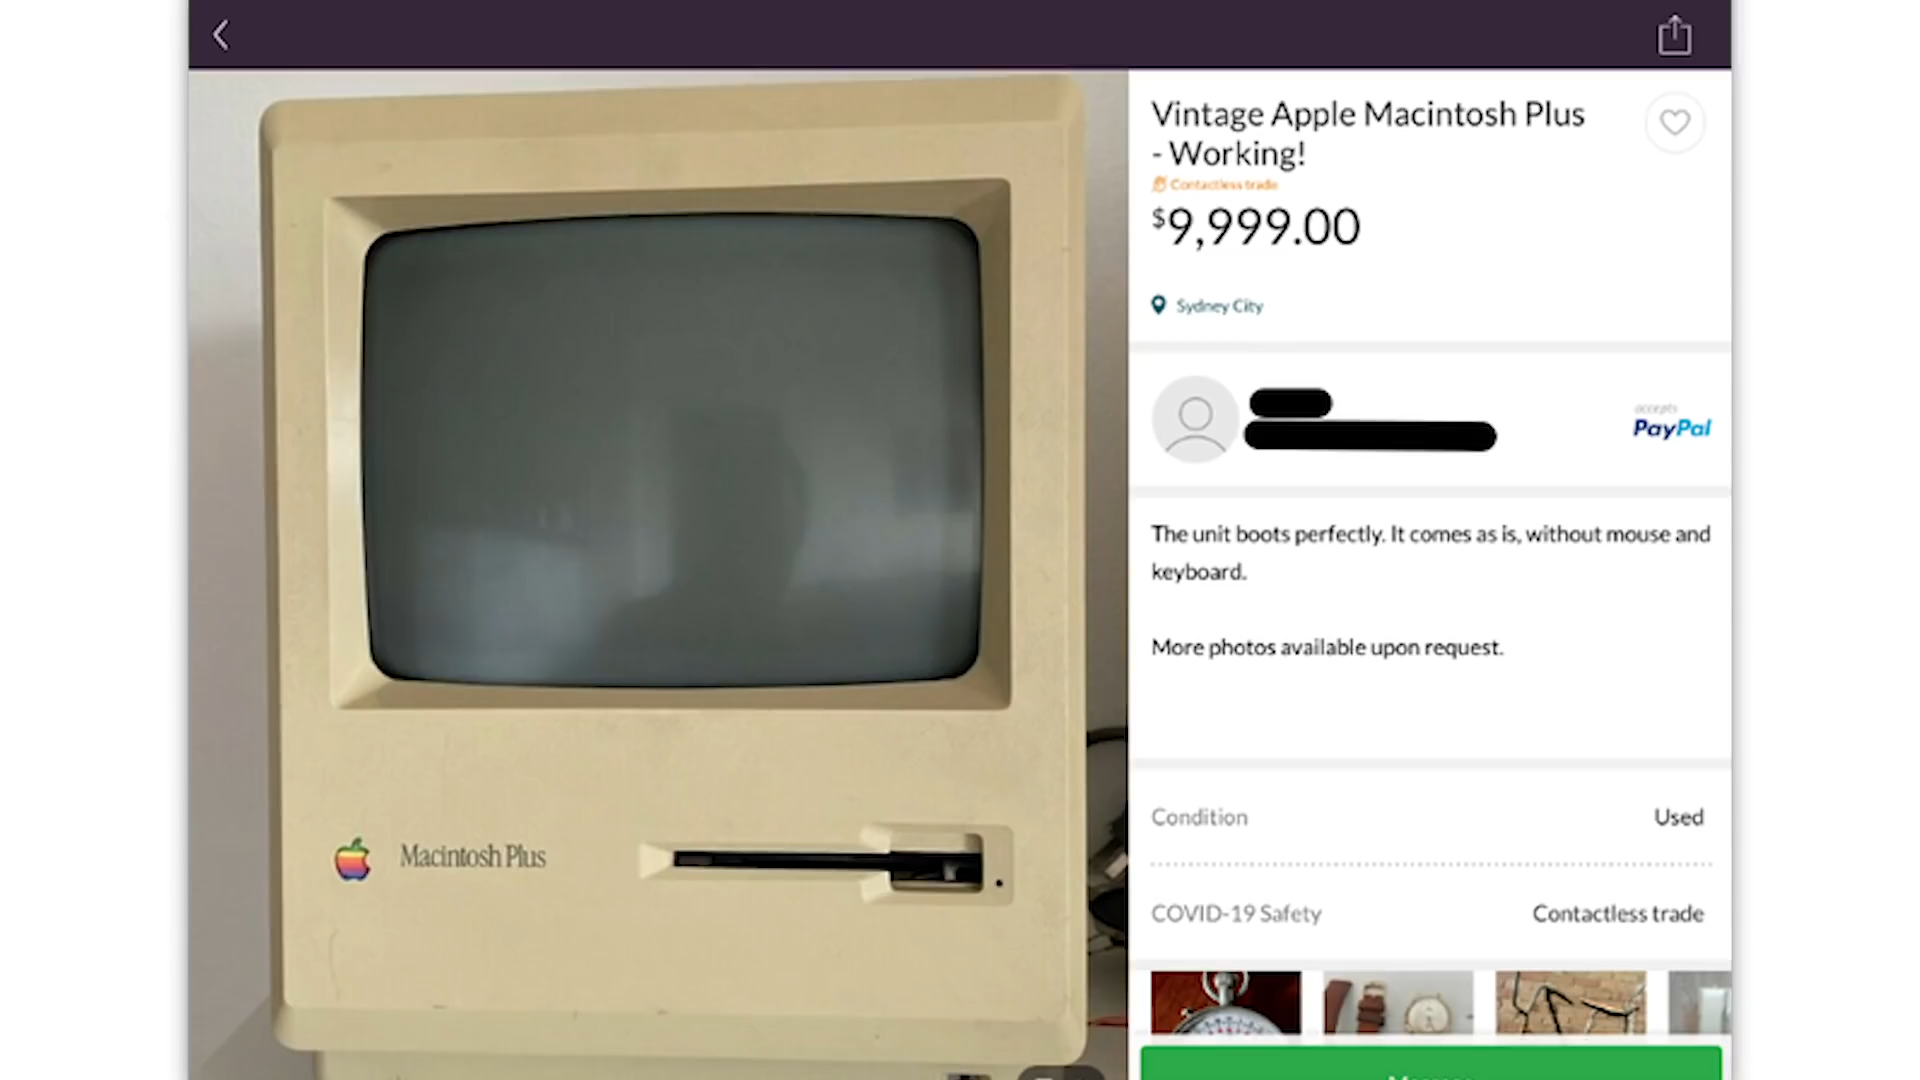 Vintage Apple Macintosh Plus
- Working!
Contactless trade
$9,999.00
Sydney City
accepts
PayPal
The unit boots perfectly. It comes as is, without mouse and
keyboard.
More photos available upon request.
Condition Used
COVID-19 Safety Contactless trade
Macintosh Plus